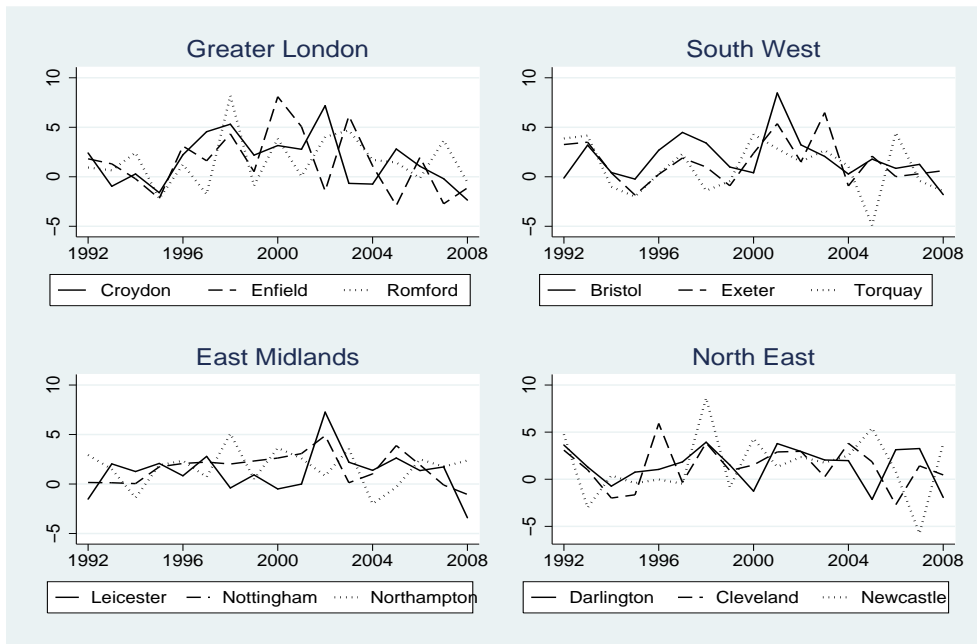 Greater London
10
5
0
−5
1992 1996 2000 2004 2008
Croydon Enfield Romford
South West
10
5
0
−5
1992 1996 2000 2004 2008
Bristol Exeter Torquay
East Midlands
10
5
0
−5
1992 1996 2000 2004 2008
Leicester Nottingham Northampton
North East
10
5
0
−5
1992 1996 2000 2004 2008
Darlington Cleveland Newcastle